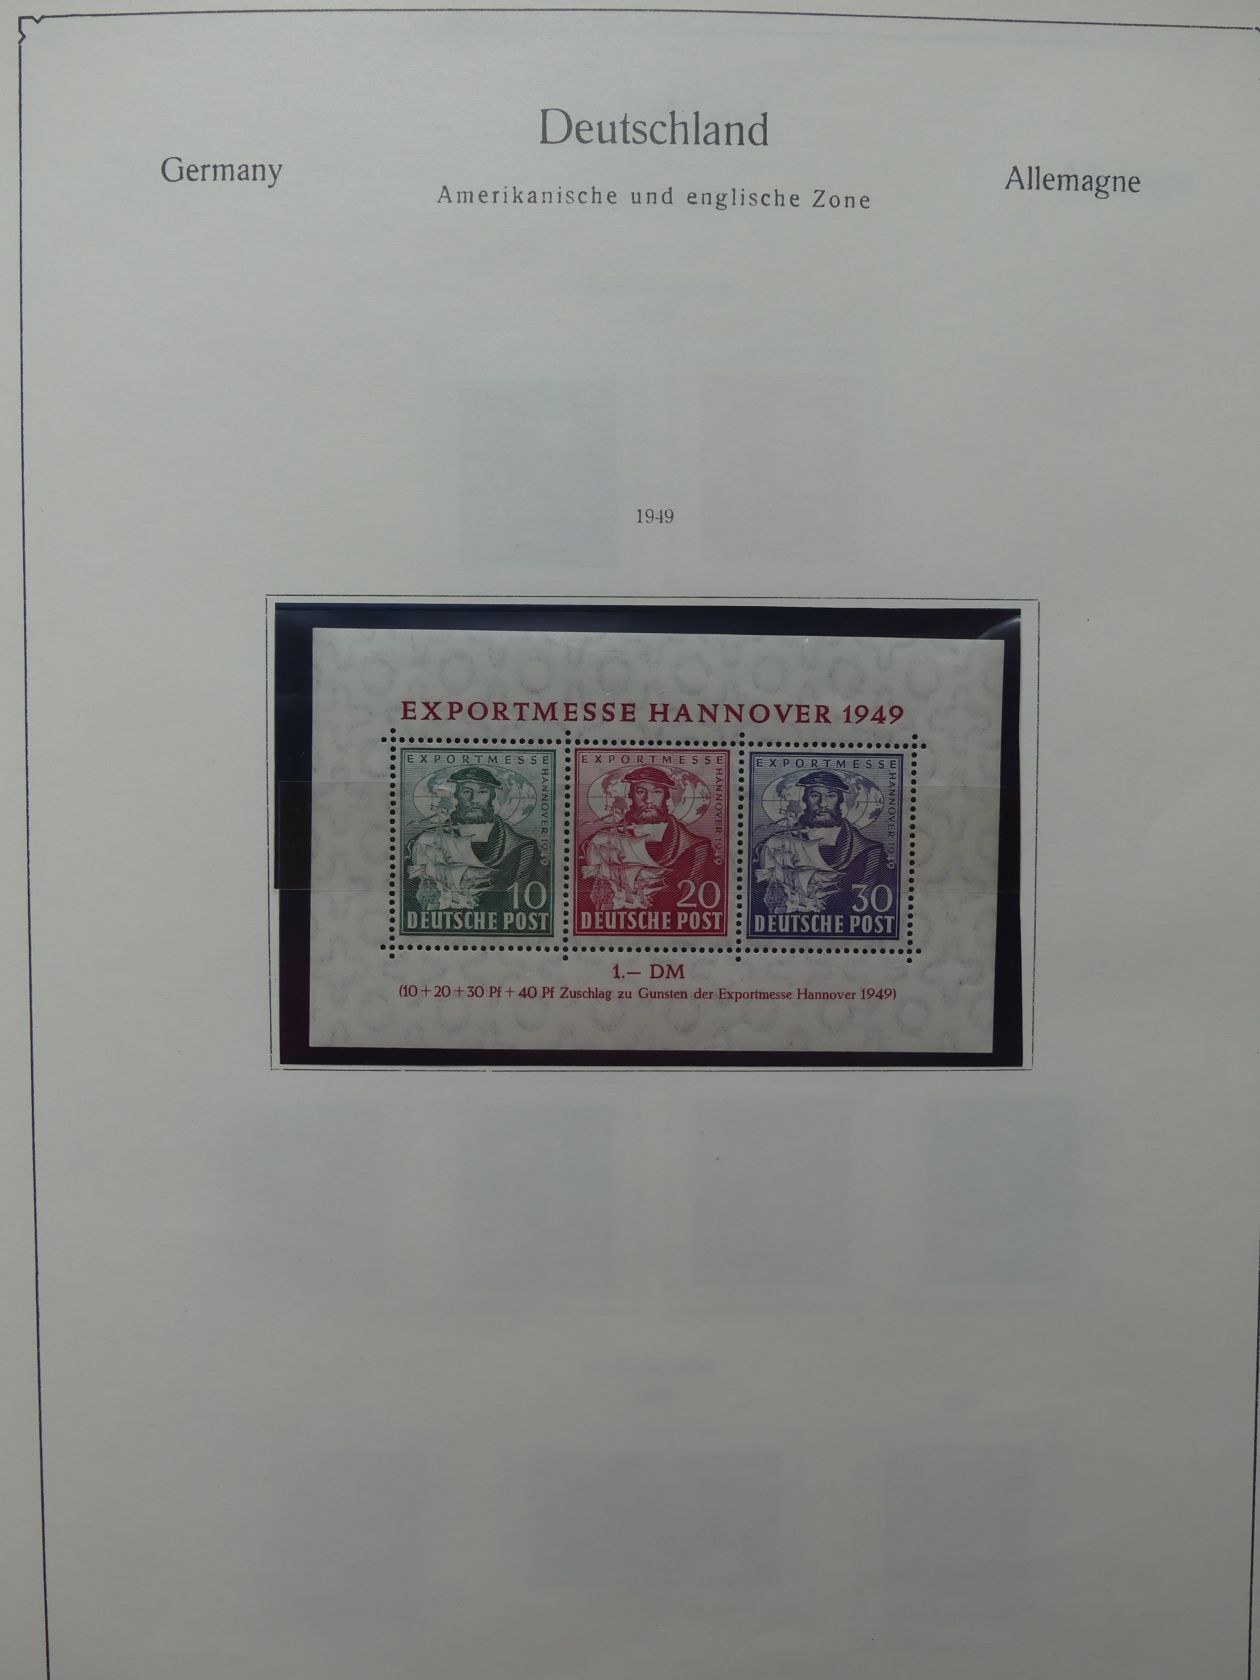 Deutschland
Germany
Allemagne
Amerikanische und englische Zone
1949
EXPORTMESSE HANNOVER 1949
EXPORTMESSE
HANNOVER 1949
10
DEUTSCHE POST
EXPORTMESSE
HANNOVER 1949
20
DEUTSCHE POST
EXPORTMESSE
HANNOVER 1949
30
DEUTSCHE POST
1.— DM
(10+20+30 Pf+40 Pf Zuschlag zu Gunsten der Exportmesse Hannover 1949)